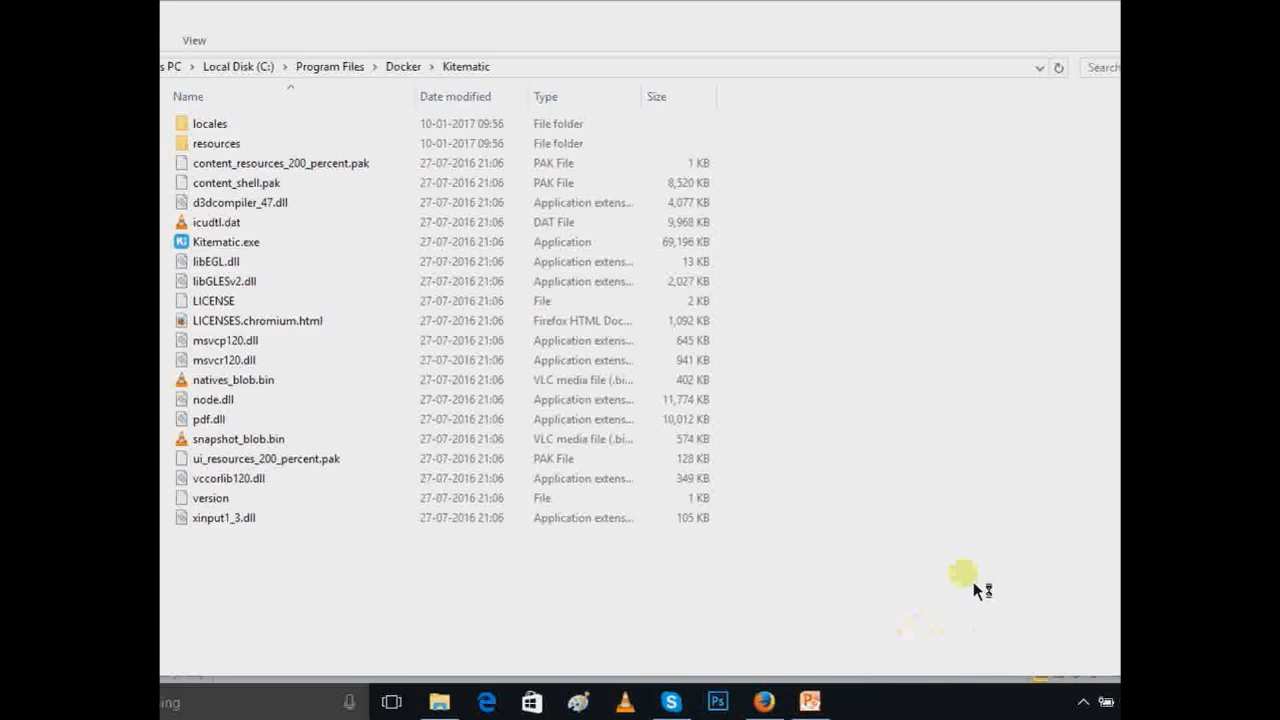 View
s PC > Local Disk (C:) > Program Files > Docker > Kitematic Search
Name Date modified Type Size
locales 10-01-2017 09:56 File folder
resources 10-01-2017 09:56 File folder
content_resources_200_percent.pak 27-07-2016 21:06 PAK File 1 KB
content_shell.pak 27-07-2016 21:06 PAK File 8,520 KB
d3dcompiler_47.dll 27-07-2016 21:06 Application extens... 4,077 KB
icudtl.dat 27-07-2016 21:06 DAT File 9,968 KB
Kitematic.exe 27-07-2016 21:06 Application 69,196 KB
libEGL.dll 27-07-2016 21:06 Application extens... 13 KB
libGLESv2.dll 27-07-2016 21:06 Application extens... 2,027 KB
LICENSE 27-07-2016 21:06 File 2 KB
LICENSES.chromium.html 27-07-2016 21:06 Firefox HTML Doc... 1,092 KB
msvcp120.dll 27-07-2016 21:06 Application extens... 645 KB
msvcr120.dll 27-07-2016 21:06 Application extens... 941 KB
natives_blob.bin 27-07-2016 21:06 VLC media file (.bi... 402 KB
node.dll 27-07-2016 21:06 Application extens... 11,774 KB
pdf.dll 27-07-2016 21:06 Application extens... 10,012 KB
snapshot_blob.bin 27-07-2016 21:06 VLC media file (.bi... 574 KB
ui_resources_200_percent.pak 27-07-2016 21:06 PAK File 128 KB
vccorlib120.dll 27-07-2016 21:06 Application extens... 349 KB
version 27-07-2016 21:06 File 1 KB
xinput1_3.dll 27-07-2016 21:06 Application extens... 105 KB
ing